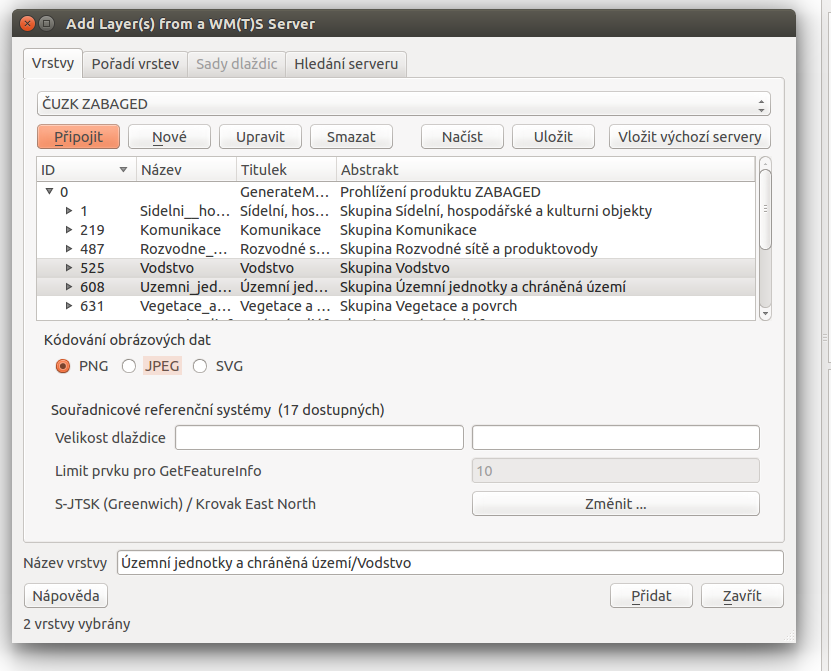 Add Layer(s) from a WM(T)S Server
Vrstvy Pořadí vrstev Sady dlaždic Hledání serveru
ČUZK ZABAGED
Připojit Nové Upravit Smazat Načíst Uložit Vložit výchozí servery
ID Název Titulek Abstrakt
0 GenerateM... Prohlížení produktu ZABAGED
1 Sidelni__ho... Sídelní, hos... Skupina Sídelní, hospodářské a kulturni objekty
219 Komunikace Komunikace Skupina Komunikace
487 Rozvodne_... Rozvodné s... Skupina Rozvodné sítě a produktovody
525 Vodstvo Vodstvo Skupina Vodstvo
608 Uzemni_jed... Územní jed... Skupina Územní jednotky a chráněná území
631 Vegetace_a... Vegetace a ... Skupina Vegetace a povrch
Kódování obrázových dat
PNG JPEG SVG
Souřadnicové referenční systémy (17 dostupných)
Velikost dlaždice
Limit prvku pro GetFeatureInfo 10
S-JTSK (Greenwich) / Krovak East North Změnit ...
Název vrstvy Územní jednotky a chráněná území/Vodstvo
Nápověda Přidat Zavřít
2 vrstvy vybrány